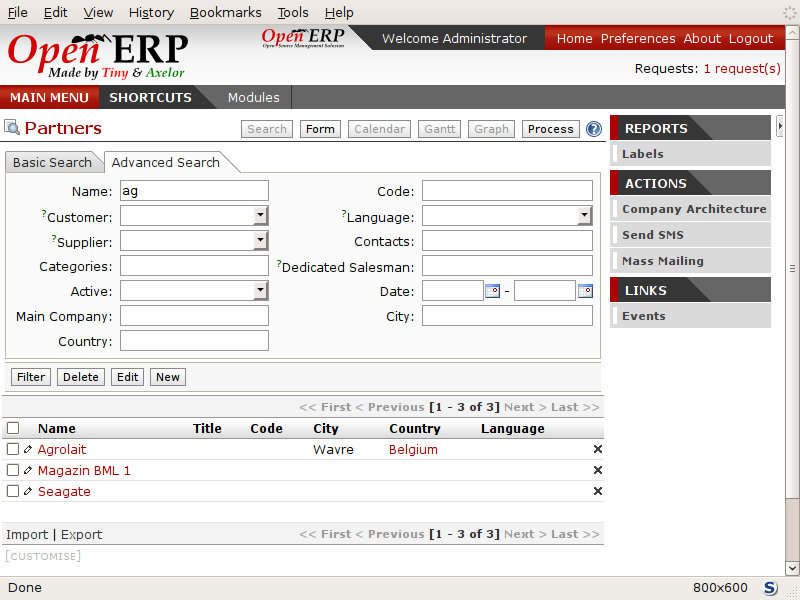 File Edit View History Bookmarks Tools Help
Open ERP
Made by Tiny & Axelor
Open ERP
Open Source Management Solution
Welcome Administrator
Home Preferences About Logout
Requests: 1 request(s)
MAIN MENU SHORTCUTS Modules
Partners
Search Form Calendar Gantt Graph Process ?
Basic Search Advanced Search
Name: ag Code:
?Customer: ?Language:
?Supplier: Contacts:
Categories: ?Dedicated Salesman:
Active: Date: -
Main Company: City:
Country:
Filter Delete Edit New
<< First < Previous [1 - 3 of 3] Next > Last >>
Name Title Code City Country Language
Agrolait Wavre Belgium
Magazin BML 1
Seagate
Import | Export << First < Previous [1 - 3 of 3] Next > Last >>
[CUSTOMISE]
REPORTS
Labels
ACTIONS
Company Architecture
Send SMS
Mass Mailing
LINKS
Events
Done 800x600 S